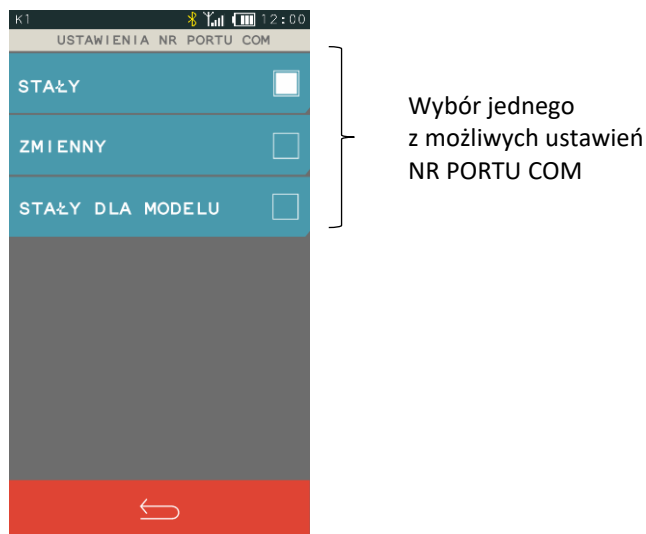 K1 12:00
USTAWIENIA NR PORTU COM
STAŁY
ZMIENNY
STAŁY DLA MODELU
Wybór jednego
z możliwych ustawień
NR PORTU COM